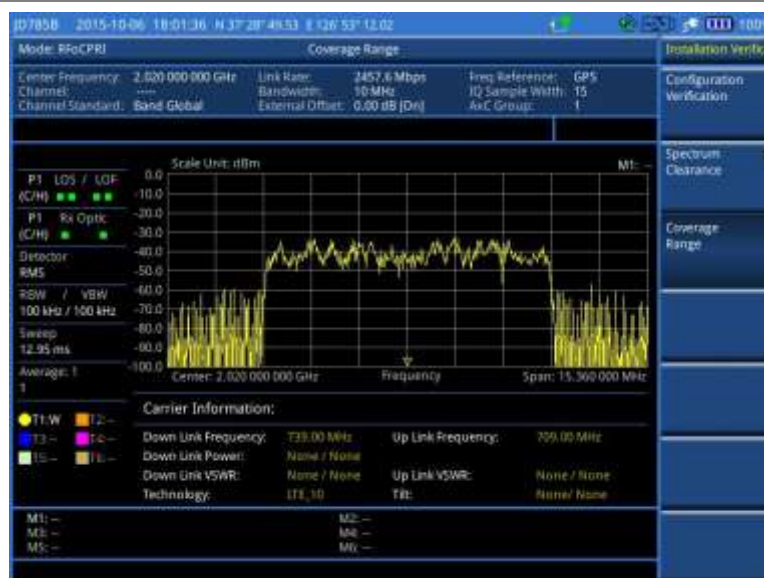 JD785B 2015-10-06 18:01:36 N 37° 28' 49.53 E 126° 53' 12.02 100%
Mode: RFoCPRI Coverage Range Installation Verific
Center Frequency: 2.020 000 000 GHz Link Rate: 2457.6 Mbps Freq Reference: GPS
Channel: ----- Bandwidth: 10 MHz IQ Sample Width: 15
Channel Standard: Band Global External Offset: 0.00 dB [On] AxC Group: 1
Configuration Verification
Spectrum Clearance
Coverage Range
Scale Unit: dBm M1: --
P1 LOS / LOF
(C/H)
P1 Rx Optic
(C/H)
Detector
RMS
RBW / VBW
100 kHz / 100 kHz
Sweep
12.95 ms
Average: 1
1
T1:W T2:--
T3:-- T4:--
T5:-- T6:--
0.0
-10.0
-20.0
-30.0
-40.0
-50.0
-60.0
-70.0
-80.0
-90.0
-100.0
Center: 2.020 000 000 GHz Frequency Span: 15.360 000 MHz
Carrier Information:
Down Link Frequency: 739.00 MHz Up Link Frequency: 709.00 MHz
Down Link Power: None / None
Down Link VSWR: None / None Up Link VSWR: None / None
Technology: LTE_10 Tilt: None/ None
M1: -- M2: --
M3: -- M4: --
M5: -- M6: --